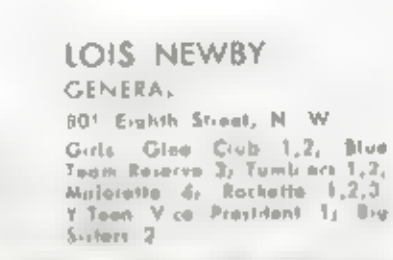 LOIS NEWBY
GENERAL
801 Eighth Street, N W
Girls Glee Club 1,2, Blue
Team Reserve 3, Tumblers 1,2,
Majorette 4, Rockette 1,2,3
Y Teen Vice President 1, Big
Sisters 2